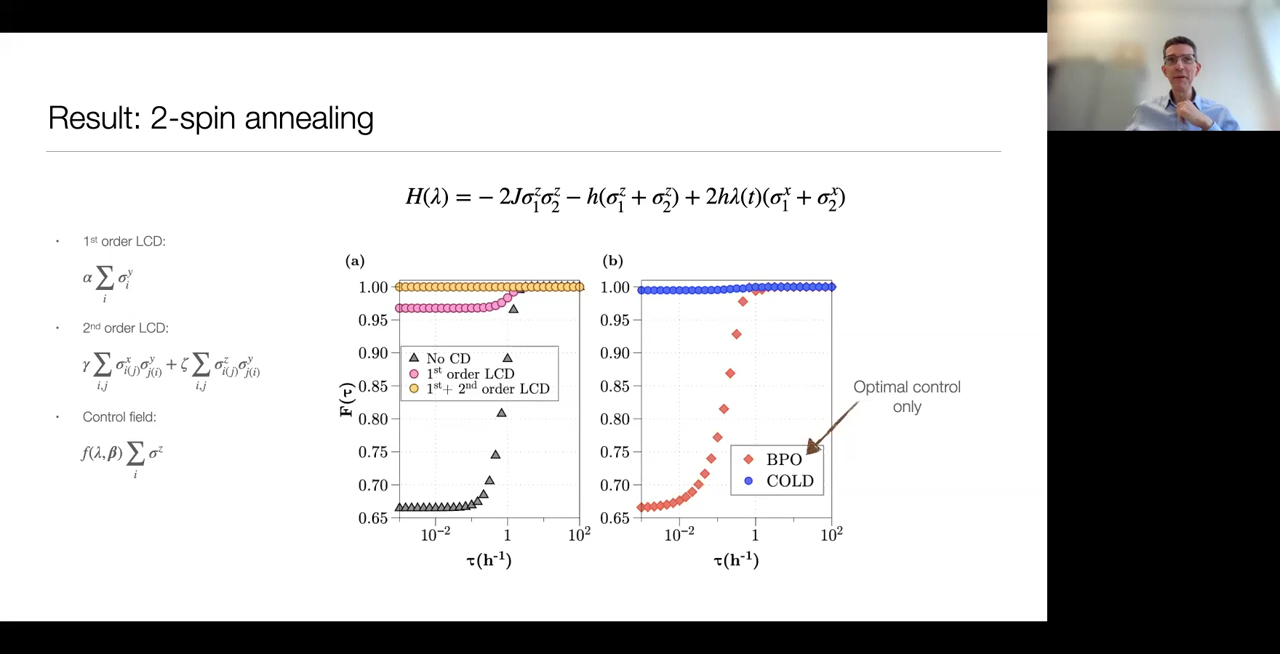 Result: 2-spin annealing
H(λ) = − 2Jσ₁ᶻσ₂ᶻ − h(σ₁ᶻ + σ₂ᶻ) + 2hλ(t)(σ₁ˣ + σ₂ˣ)
· 1st order LCD:
α ∑ᵢ σᵢʸ
· 2nd order LCD:
γ ∑_{i,j} σˣ_{i(j)}σʸ_{j(i)} + ζ ∑_{i,j} σᶻ_{i(j)}σʸ_{j(i)}
· Control field:
f(λ,β) ∑ᵢ σᶻ
(a)
1.00
0.95
0.90
0.85
0.80
0.75
0.70
0.65
F(τ)
No CD
1st order LCD
1st+ 2nd order LCD
10⁻² 1 10²
τ(h⁻¹)
(b)
1.00
0.95
0.90
0.85
0.80
0.75
0.70
0.65
BPO
COLD
10⁻² 1 10²
τ(h⁻¹)
Optimal control
only